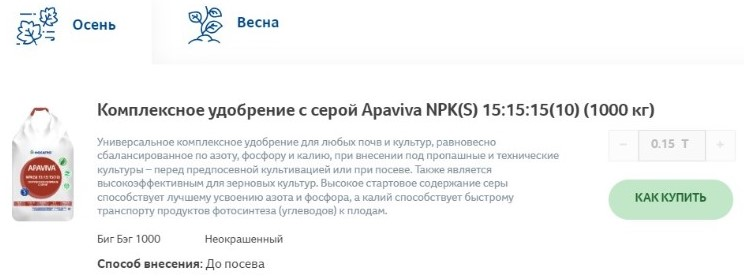 Осень
Весна
Комплексное удобрение с серой Apaviva NPK(S) 15:15:15(10) (1000 кг)
Универсальное комплексное удобрение для любых почв и культур, равновесно
сбалансированное по азоту, фосфору и калию, при внесении под пропашные и технические
культуры – перед предпосевной культивацией или при посеве. Также является
высокоэффективным для зерновых культур. Высокое стартовое содержание серы
способствует лучшему усвоению азота и фосфора, а калий способствует быстрому
транспорту продуктов фотосинтеза (углеводов) к плодам.
− 0.15 Т +
КАК КУПИТЬ
APAVIVA
Биг Бэг 1000 Неокрашенный
Способ внесения: До посева